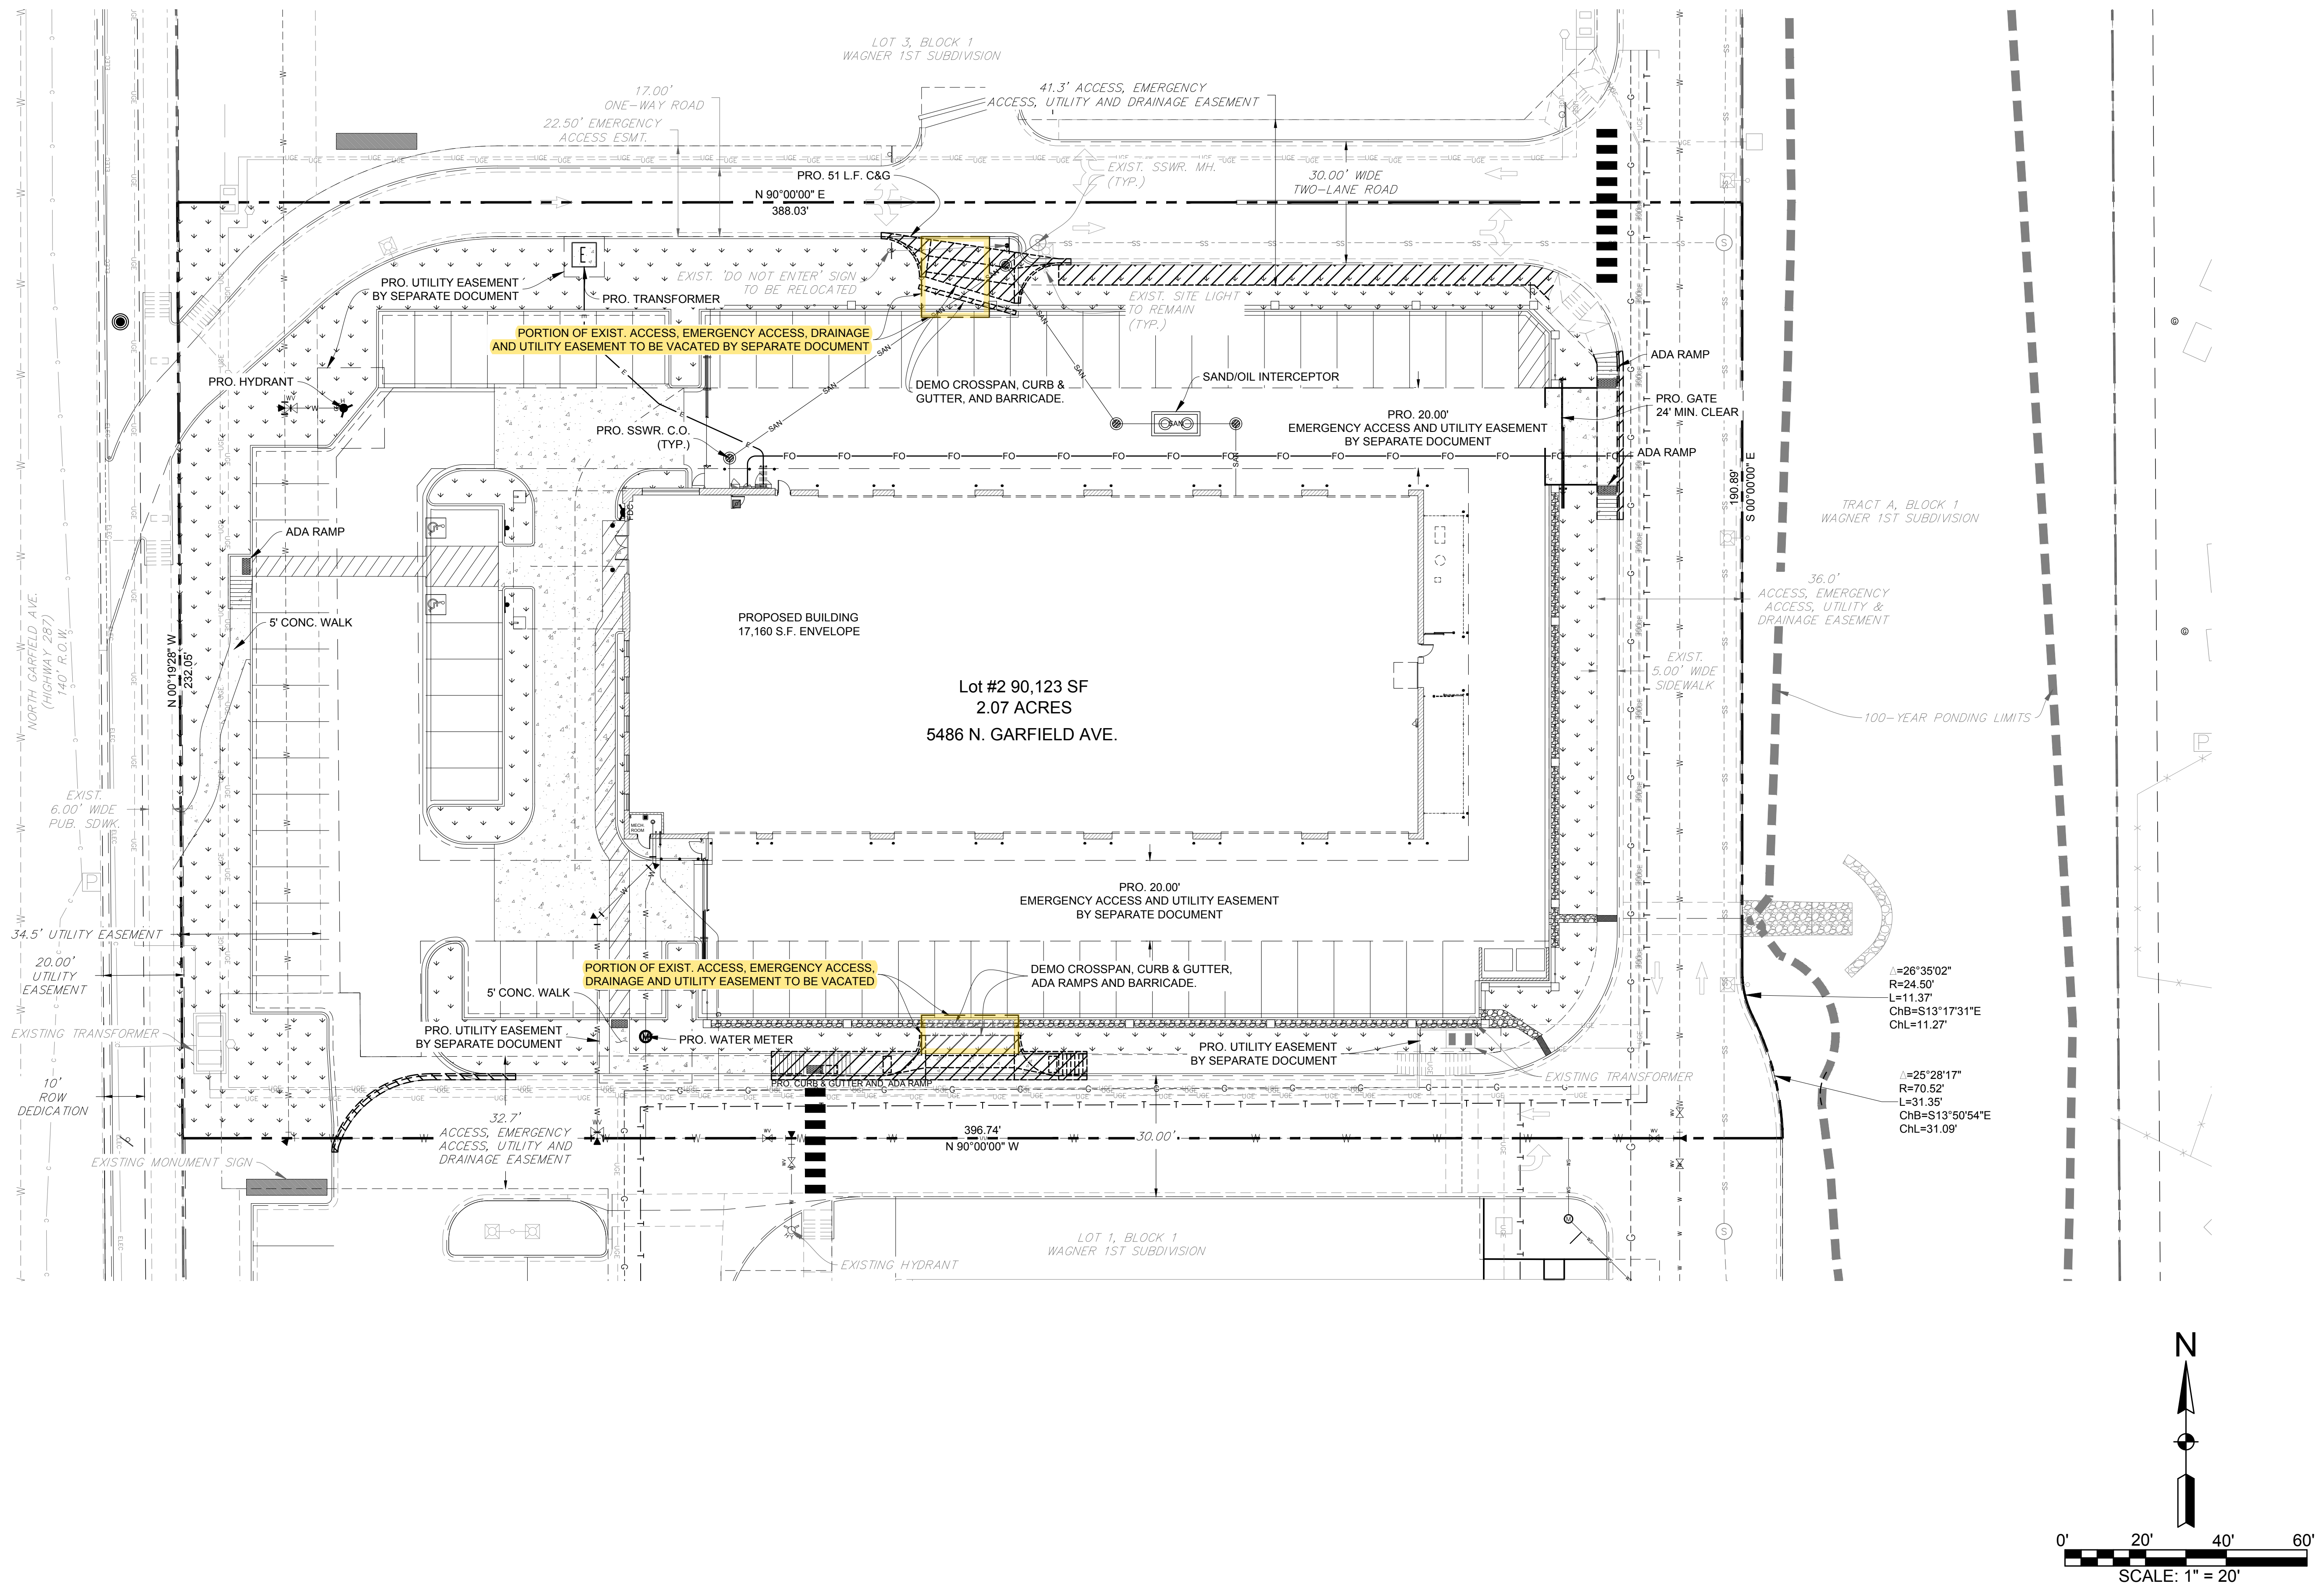 LOT 3, BLOCK 1
WAGNER 1ST SUBDIVISION
17.00'
ONE-WAY ROAD
22.50' EMERGENCY
ACCESS ESMT.
41.3' ACCESS, EMERGENCY
ACCESS, UTILITY AND DRAINAGE EASEMENT
PRO. 51 L.F. C&G
N 90°00'00" E
388.03'
EXIST. SSWR. MH.
(TYP.)
30.00' WIDE
TWO-LANE ROAD
EXIST. 'DO NOT ENTER' SIGN
TO BE RELOCATED
PRO. UTILITY EASEMENT
BY SEPARATE DOCUMENT
E
PRO. TRANSFORMER
EXIST. SITE LIGHT
TO REMAIN
(TYP.)
PORTION OF EXIST. ACCESS, EMERGENCY ACCESS, DRAINAGE
AND UTILITY EASEMENT TO BE VACATED BY SEPARATE DOCUMENT
PRO. HYDRANT
DEMO CROSSPAN, CURB &
GUTTER, AND BARRICADE.
SAND/OIL INTERCEPTOR
ADA RAMP
PRO. GATE
24' MIN. CLEAR
PRO. SSWR. C.O.
(TYP.)
PRO. 20.00'
EMERGENCY ACCESS AND UTILITY EASEMENT
BY SEPARATE DOCUMENT
ADA RAMP
FDC
190.89'
S 00°00'00" E
TRACT A, BLOCK 1
WAGNER 1ST SUBDIVISION
ADA RAMP
36.0'
ACCESS, EMERGENCY
ACCESS, UTILITY &
DRAINAGE EASEMENT
NORTH GARFIELD AVE.
(HIGHWAY 287)
140' R.O.W.
5' CONC. WALK
PROPOSED BUILDING
17,160 S.F. ENVELOPE
N 00°19'28" W
232.05'
EXIST.
5.00' WIDE
SIDEWALK
Lot #2 90,123 SF
2.07 ACRES
5486 N. GARFIELD AVE.
100-YEAR PONDING LIMITS
EXIST.
6.00' WIDE
PUB. SDWK.
MECH.
ROOM
PRO. 20.00'
EMERGENCY ACCESS AND UTILITY EASEMENT
BY SEPARATE DOCUMENT
34.5' UTILITY EASEMENT
20.00'
UTILITY
EASEMENT
PORTION OF EXIST. ACCESS, EMERGENCY ACCESS,
DRAINAGE AND UTILITY EASEMENT TO BE VACATED
DEMO CROSSPAN, CURB & GUTTER,
ADA RAMPS AND BARRICADE.
5' CONC. WALK
Δ=26°35'02"
R=24.50'
L=11.37'
ChB=S13°17'31"E
ChL=11.27'
EXISTING TRANSFORMER
PRO. UTILITY EASEMENT
BY SEPARATE DOCUMENT
PRO. WATER METER
PRO. UTILITY EASEMENT
BY SEPARATE DOCUMENT
EXISTING TRANSFORMER
PRO. CURB & GUTTER AND ADA RAMP
10'
ROW
DEDICATION
Δ=25°28'17"
R=70.52'
L=31.35'
ChB=S13°50'54"E
ChL=31.09'
32.7'
ACCESS, EMERGENCY
ACCESS, UTILITY AND
DRAINAGE EASEMENT
396.74'
N 90°00'00" W
30.00'
EXISTING MONUMENT SIGN
LOT 1, BLOCK 1
WAGNER 1ST SUBDIVISION
EXISTING HYDRANT
N
0' 20' 40' 60'
SCALE: 1" = 20'